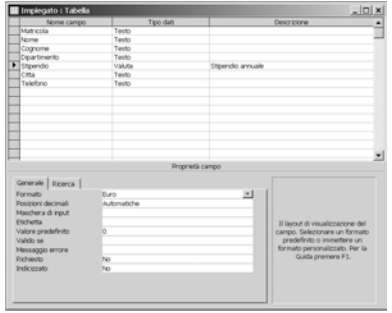 Impiegato : Tabella
Nome campo Tipo dati Descrizione
Matricola Testo
Nome Testo
Cognome Testo
Dipartimento Testo
Stipendio Valuta Stipendio annuale
Citta Testo
Telefono Testo
Proprietà campo
Generale Ricerca
Formato Euro
Posizioni decimali Automatiche
Maschera di input
Etichetta
Valore predefinito 0
Valido se
Messaggio errore
Richiesto No
Indicizzato No
Il layout di visualizzazione del
campo. Selezionare un formato
predefinito o immettere un
formato personalizzato. Per la
Guida premere F1.